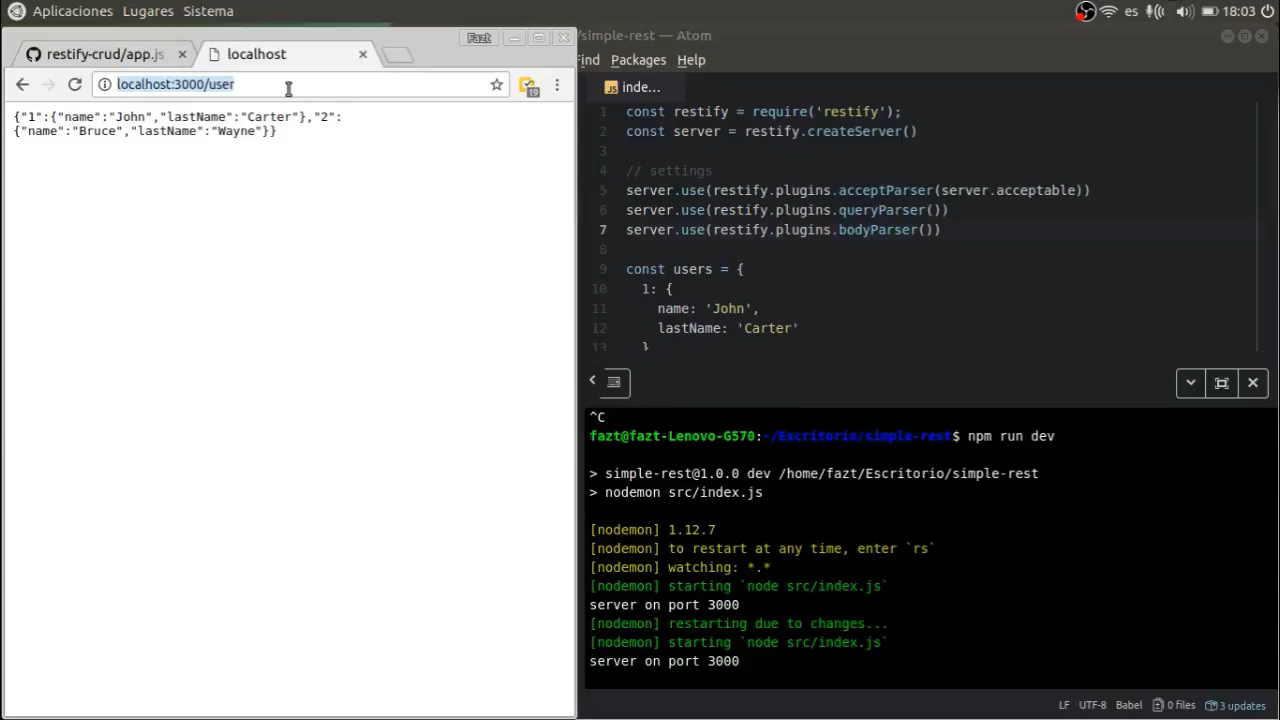 Aplicaciones Lugares Sistema
es 18:03
restify-crud/app.js
localhost
Fazt
localhost:3000/user
19
{"1":{"name":"John","lastName":"Carter"},"2":
{"name":"Bruce","lastName":"Wayne"}}
/simple-rest — Atom
Find Packages Help
JS inde...
1 const restify = require('restify');
2 const server = restify.createServer()
3
4 // settings
5 server.use(restify.plugins.acceptParser(server.acceptable))
6 server.use(restify.plugins.queryParser())
7 server.use(restify.plugins.bodyParser())
8
9 const users = {
10 1: {
11 name: 'John',
12 lastName: 'Carter'
13 }
^C
fazt@fazt-Lenovo-G570:~/Escritorio/simple-rest$ npm run dev
> simple-rest@1.0.0 dev /home/fazt/Escritorio/simple-rest
> nodemon src/index.js
[nodemon] 1.12.7
[nodemon] to restart at any time, enter `rs`
[nodemon] watching: *.*
[nodemon] starting `node src/index.js`
server on port 3000
[nodemon] restarting due to changes...
[nodemon] starting `node src/index.js`
server on port 3000
LF UTF-8 Babel 0 files 3 updates